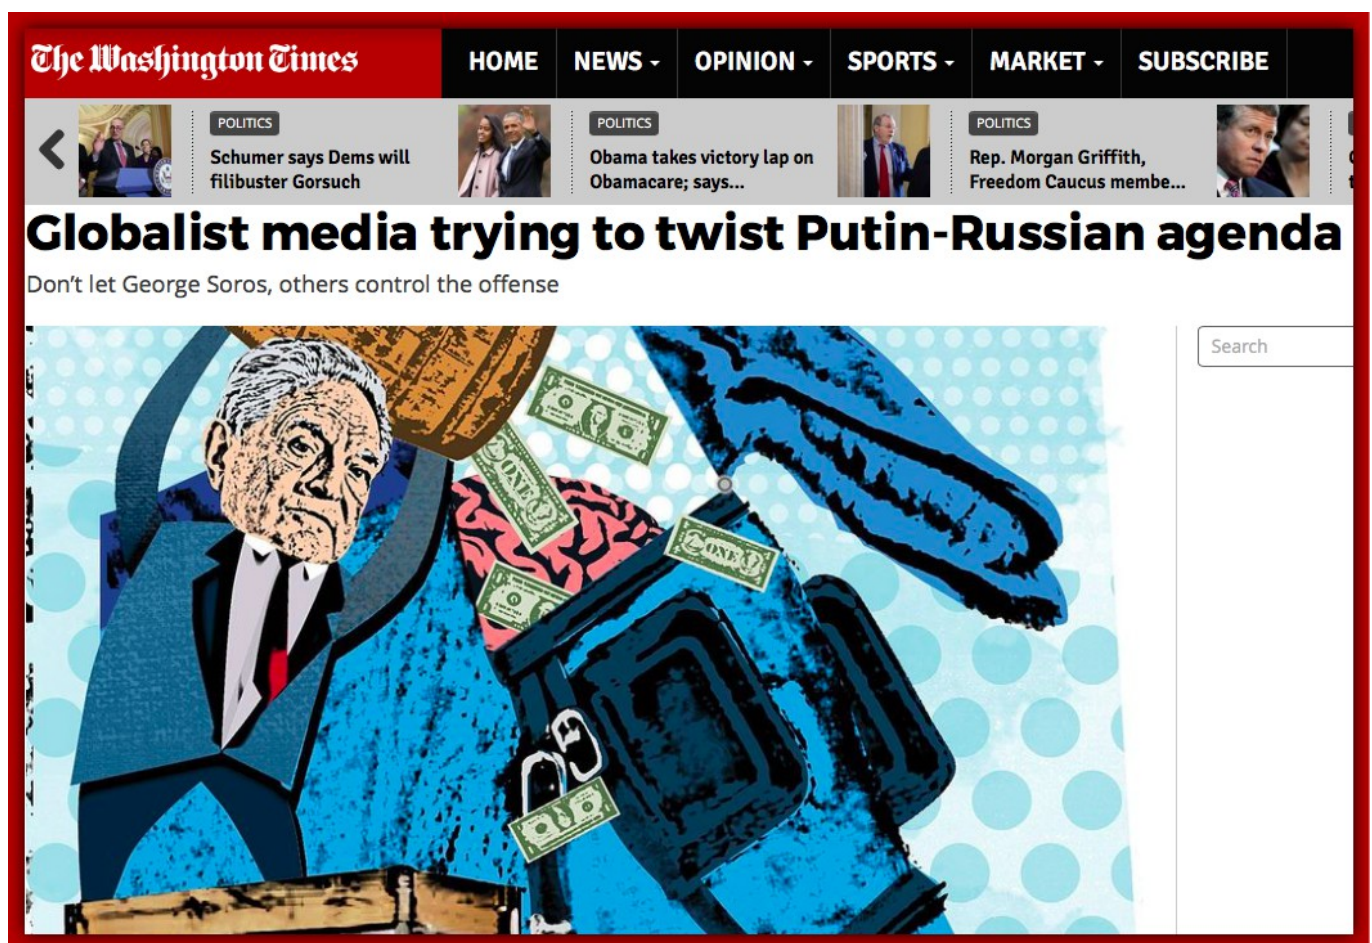 The Washington Times
HOME NEWS OPINION SPORTS MARKET SUBSCRIBE
POLITICS
Schumer says Dems will
filibuster Gorsuch
POLITICS
Obama takes victory lap on
Obamacare; says...
POLITICS
Rep. Morgan Griffith,
Freedom Caucus membe...
Globalist media trying to twist Putin-Russian agenda
Don't let George Soros, others control the offense
Search
ONE
ONE